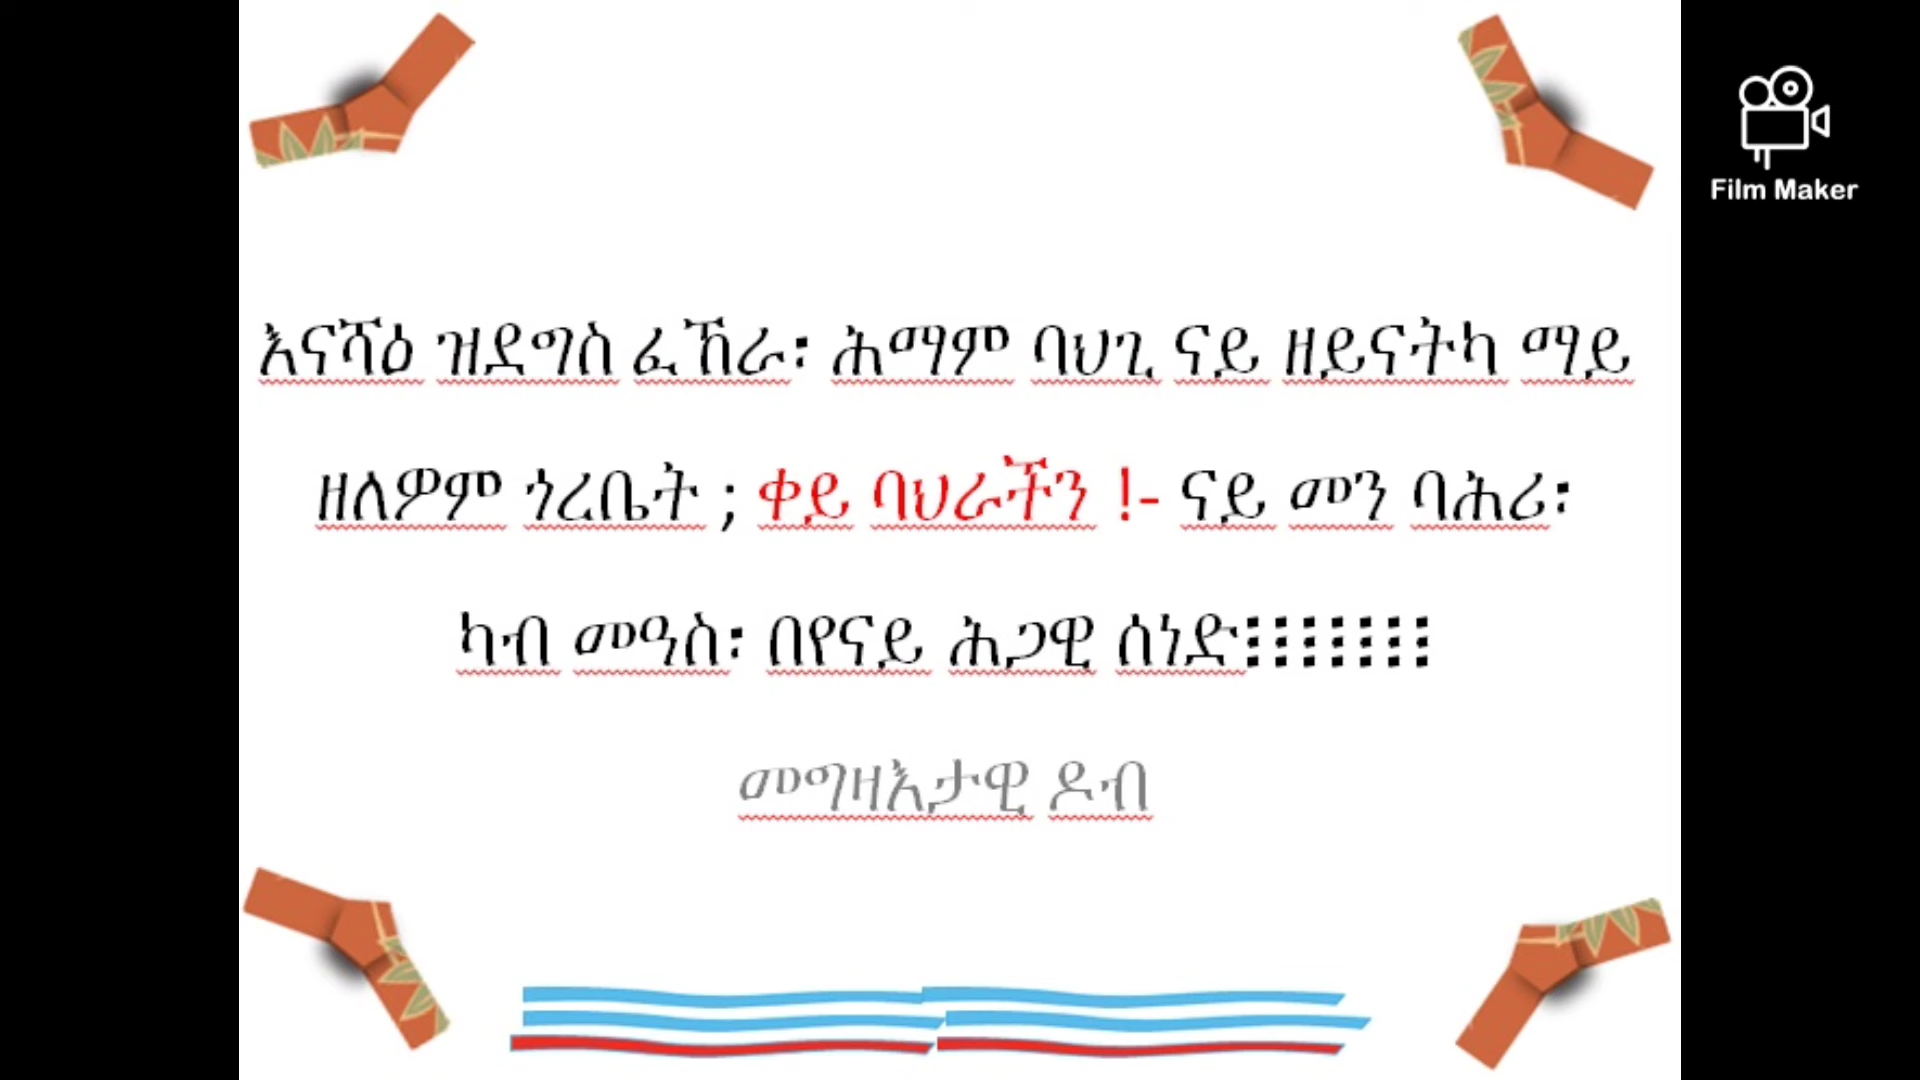 እናሻዕ ዝደግስ ፈኸራ፡ ሕማም ባህጊ ናይ ዘይናትካ ማይ
ዘለዎም ጎረቤት ; ቀይ ባህራችን !- ናይ መን ባሕሪ፡
ካብ መዓስ፡ በየናይ ሕጋዊ ሰነድ፧፧፧፧፧፧፧
መግዛእታዊ ዶብ
Film Maker